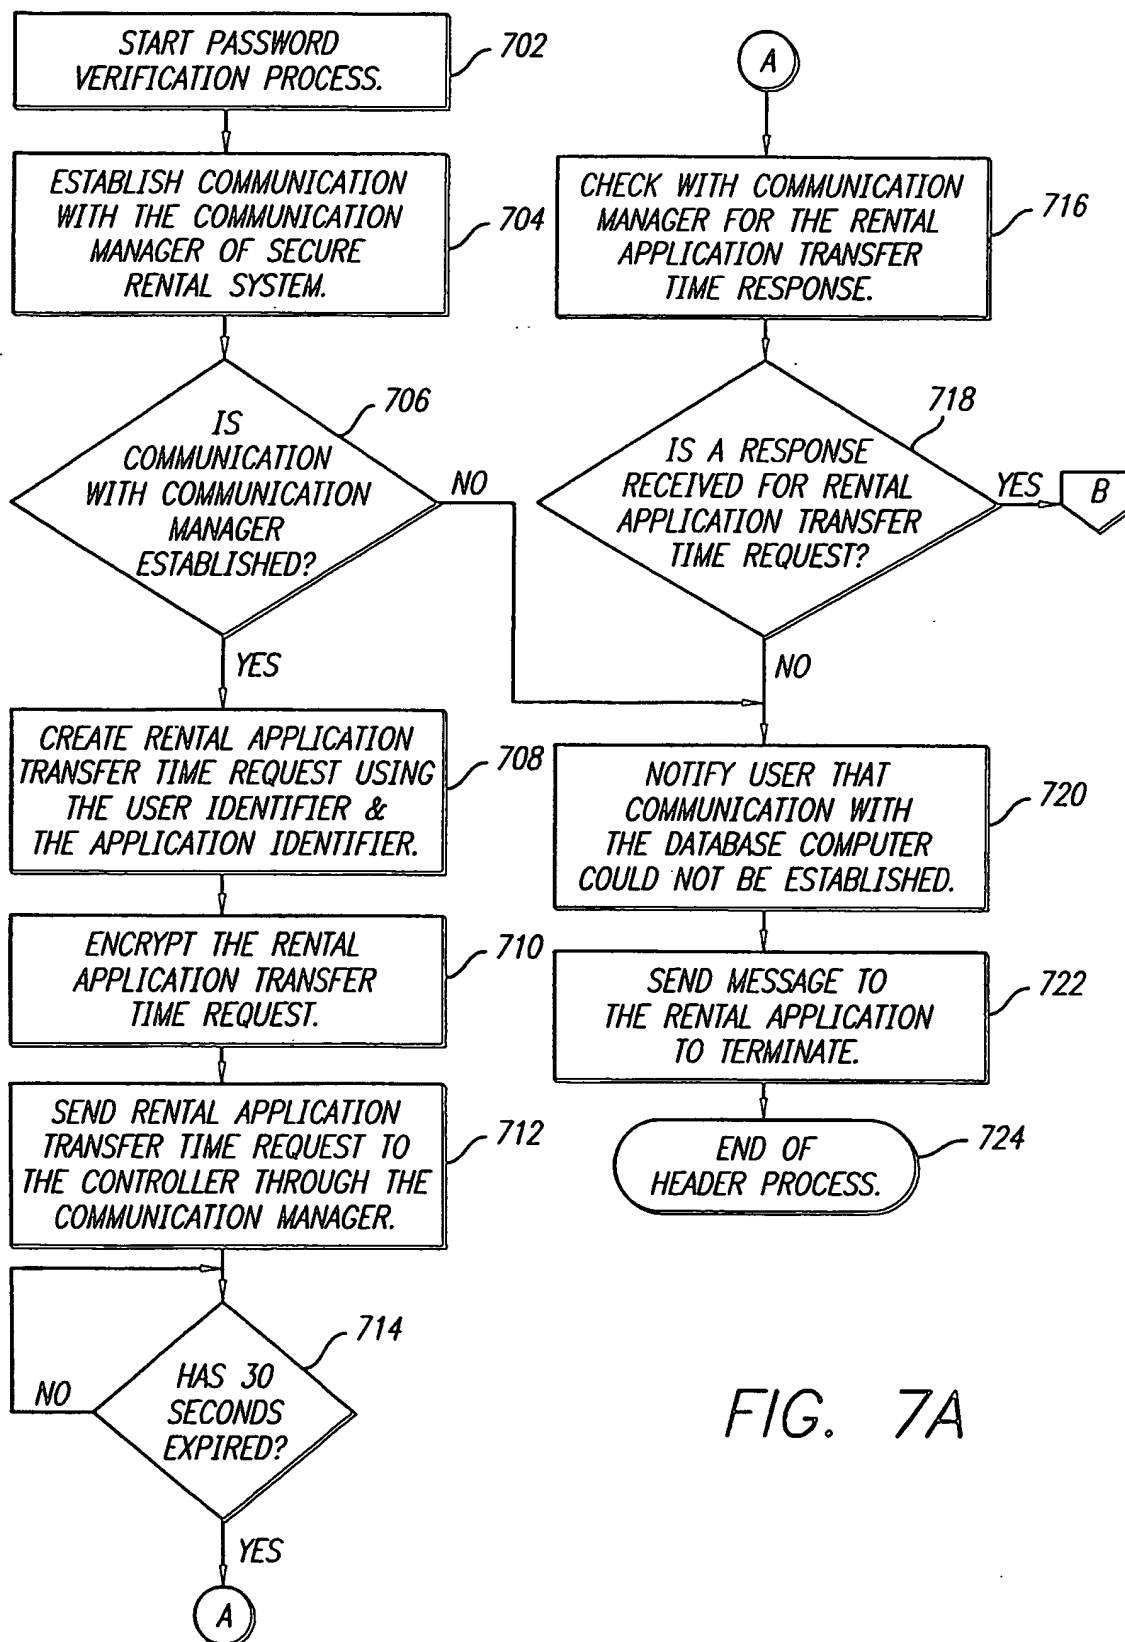 START PASSWORD
VERIFICATION PROCESS.
702
ESTABLISH COMMUNICATION
WITH THE COMMUNICATION
MANAGER OF SECURE
RENTAL SYSTEM.
704
IS
COMMUNICATION
WITH COMMUNICATION
MANAGER
ESTABLISHED?
706
NO
YES
CREATE RENTAL APPLICATION
TRANSFER TIME REQUEST USING
THE USER IDENTIFIER &
THE APPLICATION IDENTIFIER.
708
ENCRYPT THE RENTAL
APPLICATION TRANSFER
TIME REQUEST.
710
SEND RENTAL APPLICATION
TRANSFER TIME REQUEST TO
THE CONTROLLER THROUGH THE
COMMUNICATION MANAGER.
712
HAS 30
SECONDS
EXPIRED?
714
NO
YES
A
A
CHECK WITH COMMUNICATION
MANAGER FOR THE RENTAL
APPLICATION TRANSFER
TIME RESPONSE.
716
IS A RESPONSE
RECEIVED FOR RENTAL
APPLICATION TRANSFER
TIME REQUEST?
718
YES
B
NO
NOTIFY USER THAT
COMMUNICATION WITH
THE DATABASE COMPUTER
COULD NOT BE ESTABLISHED.
720
SEND MESSAGE TO
THE RENTAL APPLICATION
TO TERMINATE.
722
END OF
HEADER PROCESS.
724
FIG. 7A